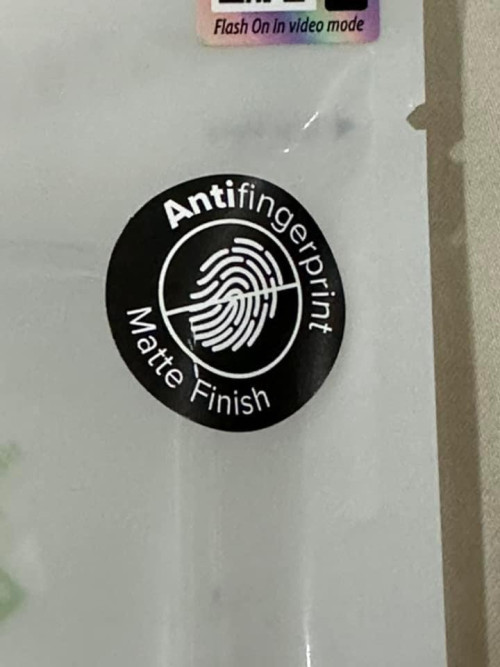 Flash On in video mode
Antifingerprint
Matte Finish